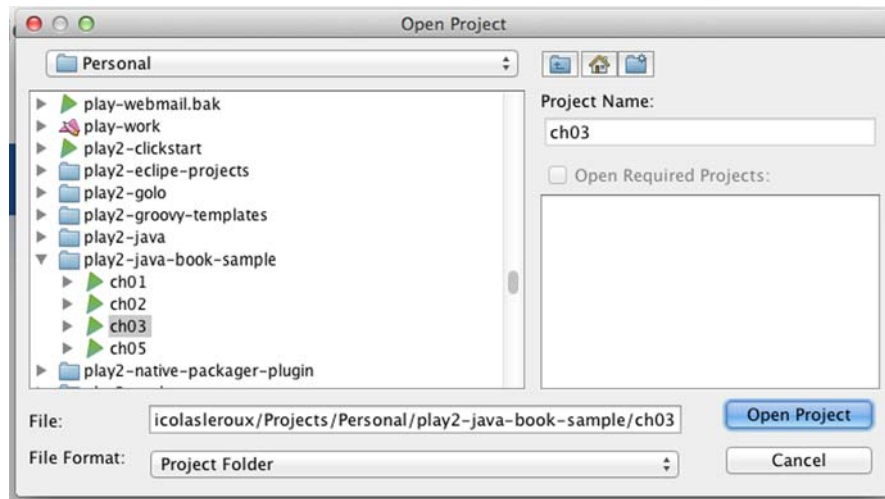 Open Project
Personal
play-webmail.bak
play-work
play2-clickstart
play2-eclipe-projects
play2-golo
play2-groovy-templates
play2-java
play2-java-book-sample
ch01
ch02
ch03
ch05
play2-native-packager-plugin
Project Name:
ch03
Open Required Projects:
File:
icolasleroux/Projects/Personal/play2-java-book-sample/ch03
Open Project
File Format:
Project Folder
Cancel